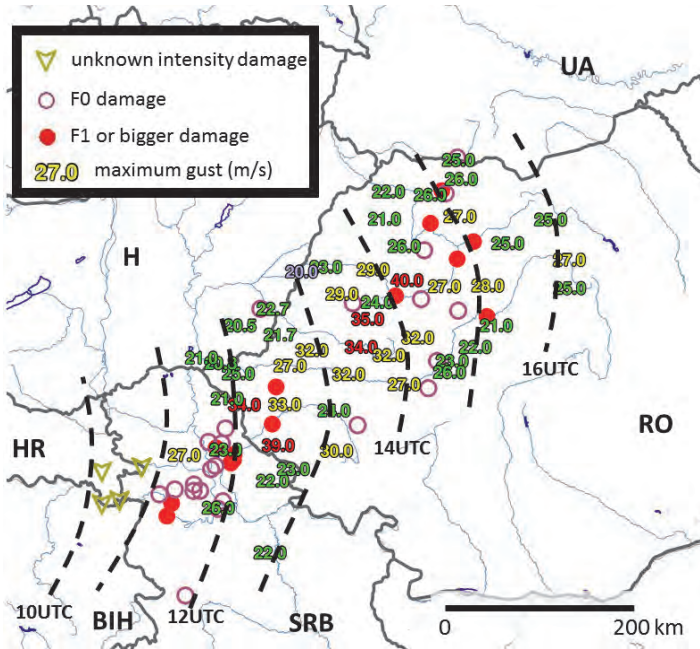 unknown intensity damage
F0 damage
F1 or bigger damage
27.0 maximum gust (m/s)
UA
25.0
26.0
22.0 26.0
21.0 27.0
25.0
26.0 25.0
H
20.0 23.0 29.0 27.0
40.0 27.0 28.0 25.0
29.0 24.0
22.7 35.0 21.0
20.5 21.7 32.0
32.0 34.0 32.0 22.0
21.0 23.0
25.0 27.0 32.0 26.0
27.0 16UTC
21.0
34.0 33.0 24.0
RO
HR 14UTC
27.0 23.0 39.0 30.0
23.0
22.0
26.0
22.0
10UTC 12UTC
BIH SRB
0 200 km